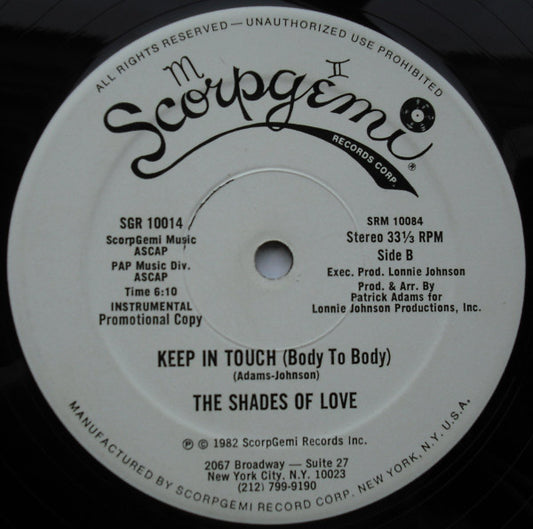 ALL RIGHTS RESERVED — UNAUTHORIZED USE PROHIBITED
♏ II
Scorpgemi
RECORDS CORP.
®
SGR 10014
ScorpGemi Music
ASCAP
PAP Music Div.
ASCAP
Time 6:10
INSTRUMENTAL
Promotional Copy
SRM 10084
Stereo 33⅓ RPM
Side B
Exec. Prod. Lonnie Johnson
Prod. & Arr. By
Patrick Adams for
Lonnie Johnson Productions, Inc.
KEEP IN TOUCH (Body To Body)
(Adams-Johnson)
THE SHADES OF LOVE
℗ © 1982 ScorpGemi Records Inc.
2067 Broadway — Suite 27
New York City, N.Y. 10023
(212) 799-9190
MANUFACTURED BY SCORPGEMI RECORD CORP. NEW YORK, N.Y. U.S.A.